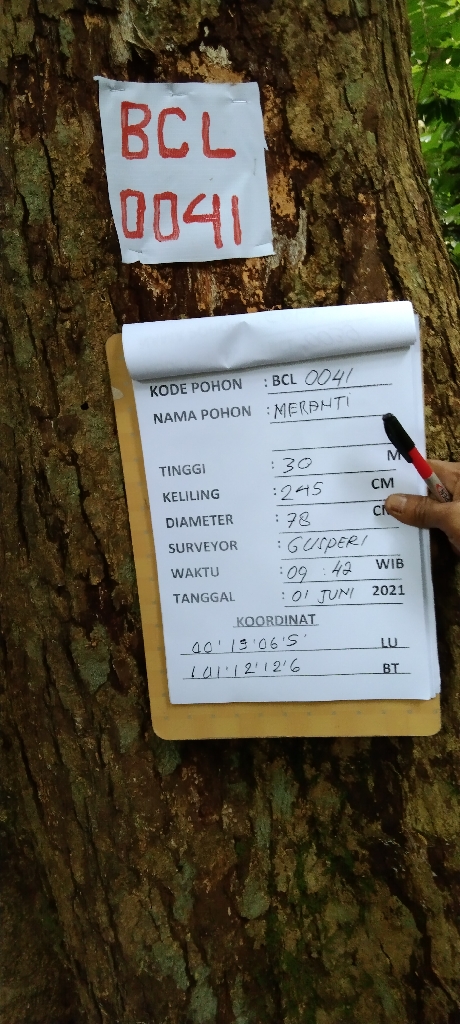 BCL
0041
KODE POHON : BCL 0041
NAMA POHON : MERANTI
TINGGI : 30 M
KELILING : 245 CM
DIAMETER : 78 CM
SURVEYOR : GUSPERI
WAKTU : 09 : 42 WIB
TANGGAL : 01 JUNI 2021
KOORDINAT
00'15'06'5' LU
101'12'12'6 BT